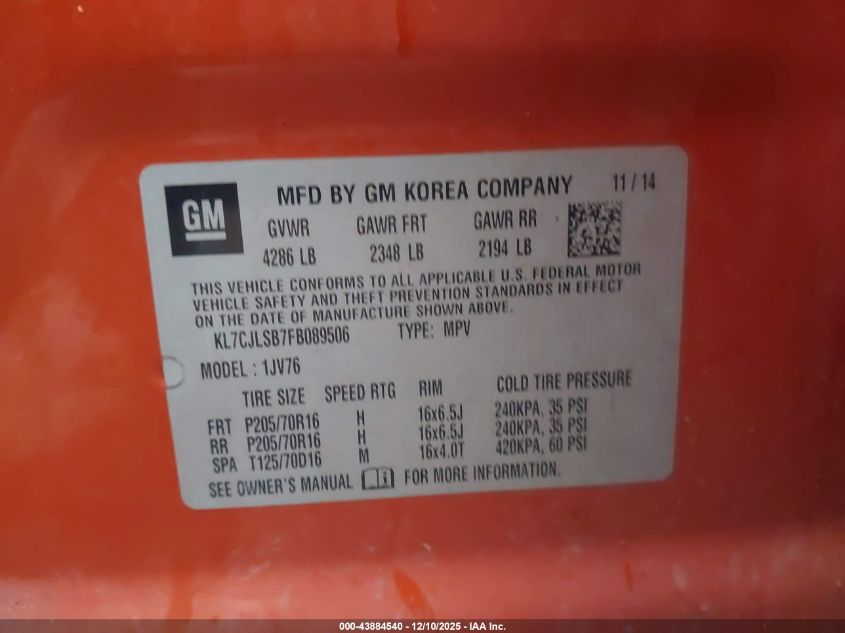 GM
MFD BY GM KOREA COMPANY 11 / 14
GVWR GAWR FRT GAWR RR
4286 LB 2348 LB 2194 LB
THIS VEHICLE CONFORMS TO ALL APPLICABLE U.S. FEDERAL MOTOR
VEHICLE SAFETY AND THEFT PREVENTION STANDARDS IN EFFECT
ON THE DATE OF MANUFACTURE SHOWN ABOVE.
KL7CJLSB7FB089506 TYPE: MPV
MODEL : 1JV76
TIRE SIZE SPEED RTG RIM COLD TIRE PRESSURE
FRT P205/70R16 H 16x6.5J 240KPA, 35 PSI
RR P205/70R16 H 16x6.5J 240KPA, 35 PSI
SPA T125/70D16 M 16x4.0T 420KPA, 60 PSI
SEE OWNER'S MANUAL FOR MORE INFORMATION.
000-43884540 - 12/10/2025 - IAA Inc.